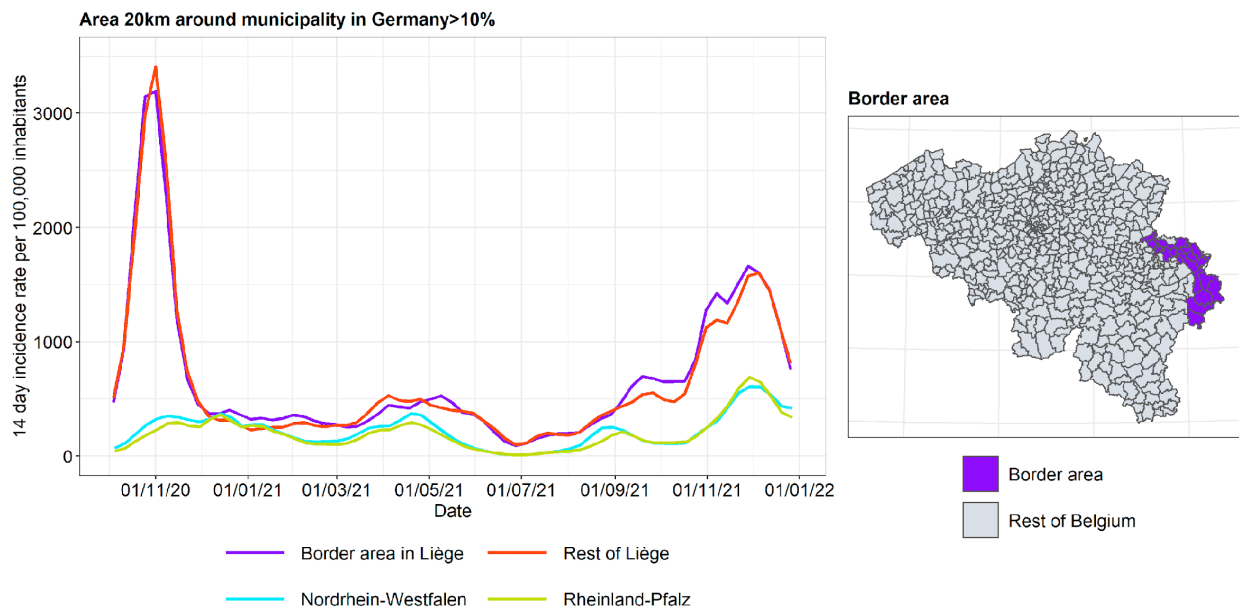 Area 20km around municipality in Germany>10%
14 day incidence rate per 100,000 inhabitants
3000
2000
1000
0
01/11/20
01/01/21
01/03/21
01/05/21
01/07/21
01/09/21
01/11/21
01/01/22
Date
Border area in Liège
Rest of Liège
Nordrhein-Westfalen
Rheinland-Pfalz
Border area
Border area
Rest of Belgium